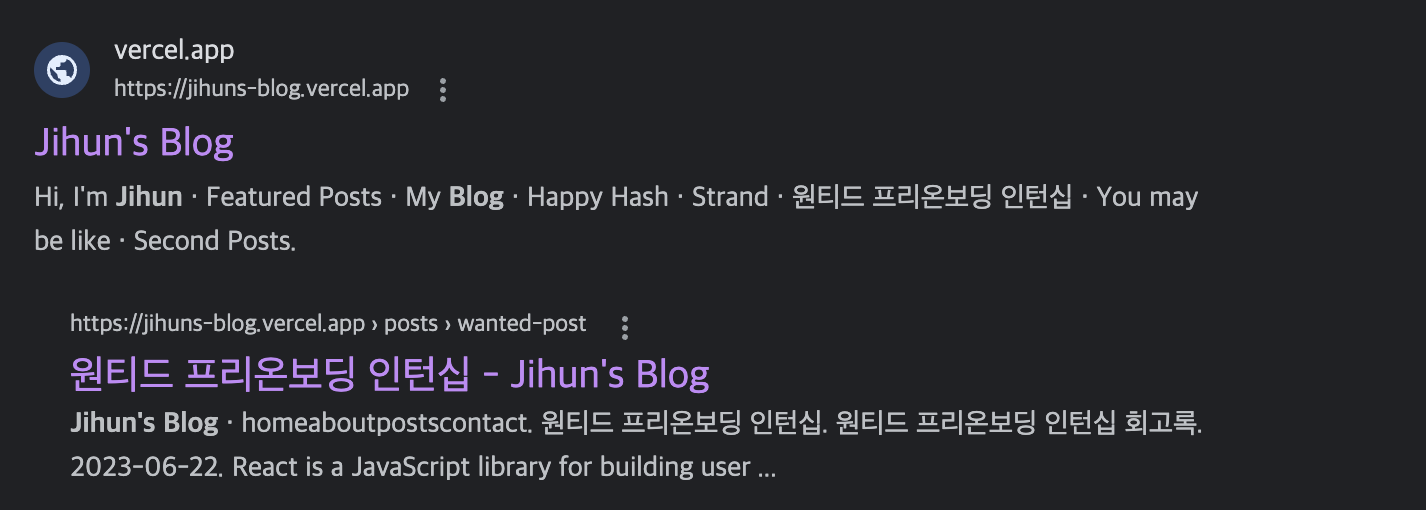 vercel.app
https://jihuns-blog.vercel.app
Jihun's Blog
Hi, I'm Jihun · Featured Posts · My Blog · Happy Hash · Strand · 원티드 프리온보딩 인턴십 · You may
be like · Second Posts.
https://jihuns-blog.vercel.app › posts › wanted-post
원티드 프리온보딩 인턴십 - Jihun's Blog
Jihun's Blog · homeaboutpostscontact. 원티드 프리온보딩 인턴십. 원티드 프리온보딩 인턴십 회고록.
2023-06-22. React is a JavaScript library for building user ...